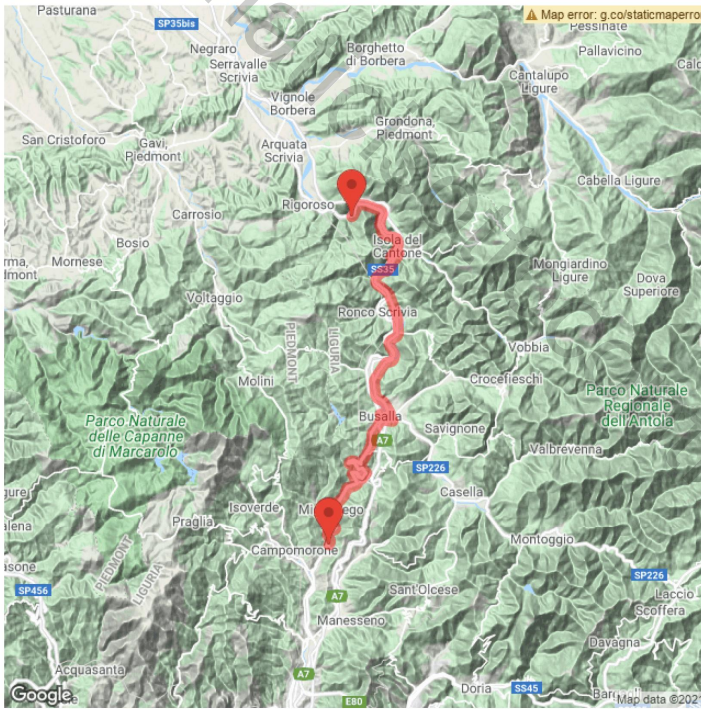 Pasturana
SP35bis
Map error: g.co/staticmaperro
Pessinate
Negraro
Serravalle
Scrivia
Borghetto
di Borbera
Pallavicino
Cantalupo
Ligure
Vignole
Borbera
Grondona,
Piedmont
San Cristoforo
Gavi,
Piedmont
Arquata
Scrivia
Cabella Ligure
Rigoroso
Carrosio
Isola del
Cantone
Bosio
Mornese
dmont
SS35
Mongiardino
Ligure
Dova
Superiore
Voltaggio
Ronco Scrivia
PIEDMONT
LIGURIA
Vobbia
Molini
Crocefieschi
Parco Naturale
Regionale
dell'Antola
Parco Naturale
delle Capanne
di Marcarolo
Busalla
Savignone
A7
Valbrevenna
SP226
Casella
Isoverde
Praglia
Campomorone
Montoggio
PIEDMONT
LIGURIA
SP456
SP226
A7
Sant'Olcese
Laccio
Scoffera
Manesseno
Davagna
Acquasanta
A7
Doria
SS45
E80
Google
Map data ©202